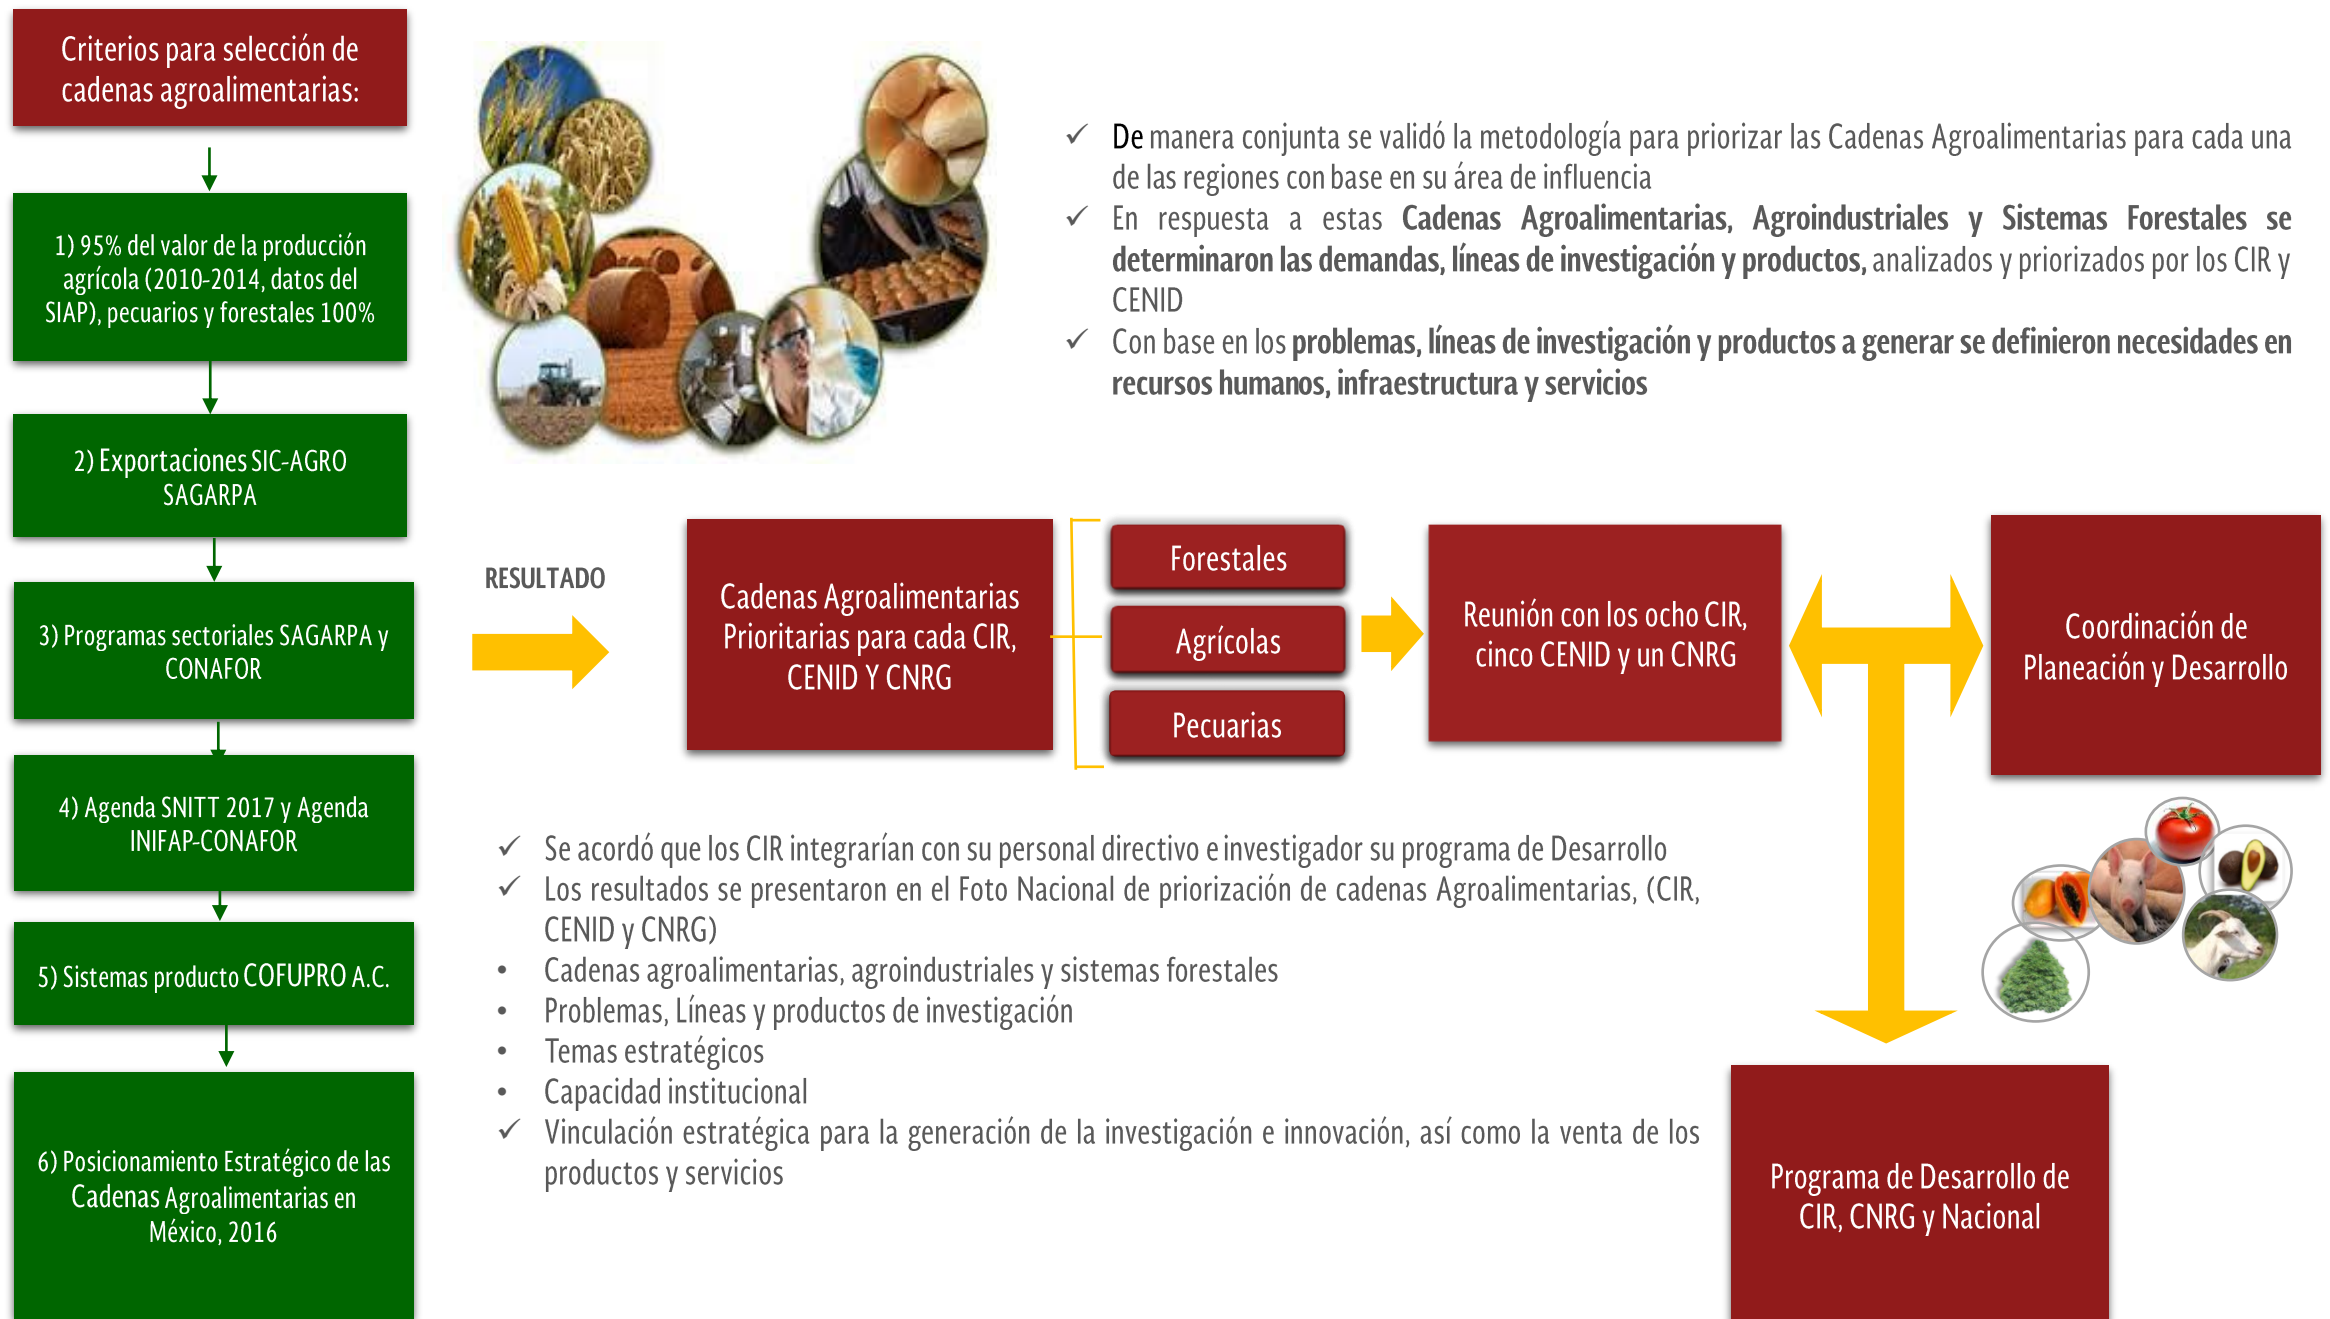 Criterios para selección de
cadenas agroalimentarias:
1) 95% del valor de la producción
agrícola (2010-2014, datos del
SIAP), pecuarios y forestales 100%
2) Exportaciones SIC-AGRO
SAGARPA
3) Programas sectoriales SAGARPA y
CONAFOR
4) Agenda SNITT 2017 y Agenda
INIFAP-CONAFOR
5) Sistemas producto COFUPRO A.C.
6) Posicionamiento Estratégico de las
Cadenas Agroalimentarias en
México, 2016
✓ De manera conjunta se validó la metodología para priorizar las Cadenas Agroalimentarias para cada una
de las regiones con base en su área de influencia
✓ En respuesta a estas Cadenas Agroalimentarias, Agroindustriales y Sistemas Forestales se
determinaron las demandas, líneas de investigación y productos, analizados y priorizados por los CIR y
CENID
✓ Con base en los problemas, líneas de investigación y productos a generar se definieron necesidades en
recursos humanos, infraestructura y servicios
RESULTADO
Cadenas Agroalimentarias
Prioritarias para cada CIR,
CENID Y CNRG
Forestales
Agrícolas
Pecuarias
Reunión con los ocho CIR,
cinco CENID y un CNRG
Coordinación de
Planeación y Desarrollo
✓ Se acordó que los CIR integrarían con su personal directivo e investigador su programa de Desarrollo
✓ Los resultados se presentaron en el Foto Nacional de priorización de cadenas Agroalimentarias, (CIR,
CENID y CNRG)
• Cadenas agroalimentarias, agroindustriales y sistemas forestales
• Problemas, Líneas y productos de investigación
• Temas estratégicos
• Capacidad institucional
✓ Vinculación estratégica para la generación de la investigación e innovación, así como la venta de los
productos y servicios
Programa de Desarrollo de
CIR, CNRG y Nacional